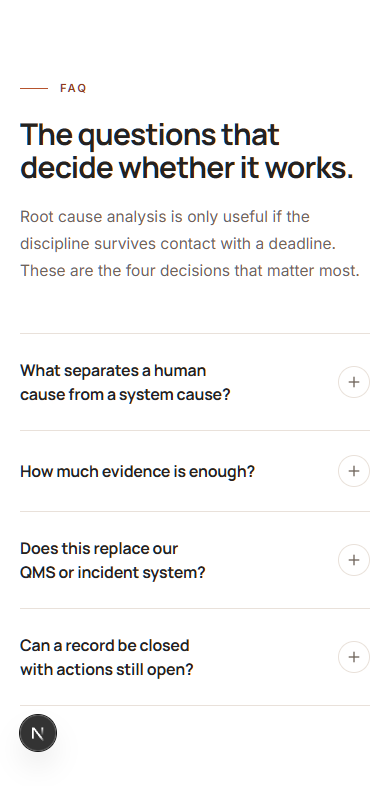 FAQ
The questions that
decide whether it works.
Root cause analysis is only useful if the
discipline survives contact with a deadline.
These are the four decisions that matter most.
What separates a human
cause from a system cause?
How much evidence is enough?
Does this replace our
QMS or incident system?
Can a record be closed
with actions still open?
N